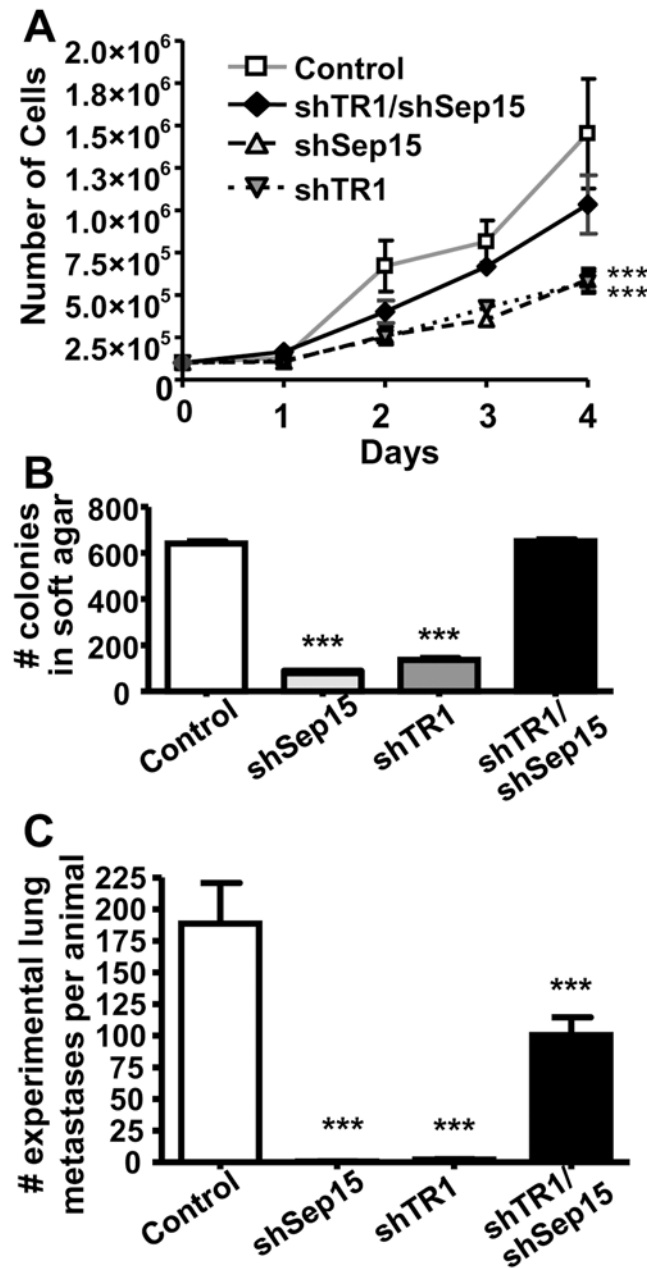 A
Number of Cells
2.0×10⁶
1.8×10⁶
1.5×10⁶
1.3×10⁶
1.0×10⁶
7.5×10⁵
5.0×10⁵
2.5×10⁵
0
Control
shTR1/shSep15
shSep15
shTR1
***
***
0 1 2 3 4
Days
B
# colonies
in soft agar
800
600
400
200
0
*** ***
Control shSep15 shTR1 shTR1/
shSep15
C
# experimental lung
metastases per animal
225
200
175
150
125
100
75
50
25
0
*** *** ***
Control shSep15 shTR1 shTR1/
shSep15